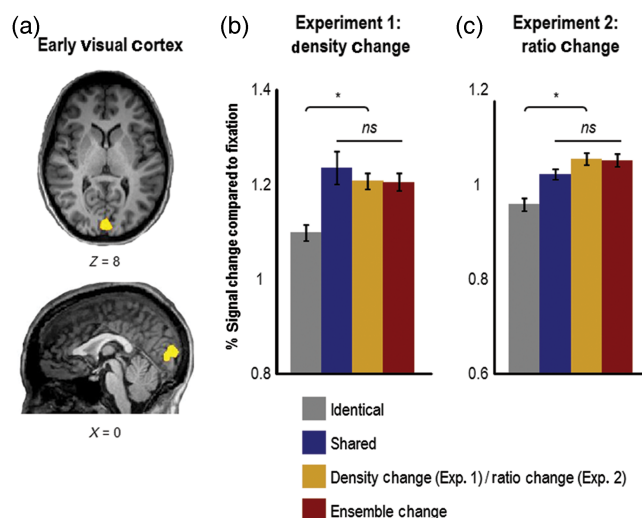 (a)
Early visual cortex
Z = 8
X = 0
(b)
Experiment 1:
density change
% Signal change compared to fixation
1.4
1.2
1
0.8
*
ns
(c)
Experiment 2:
ratio change
1.2
1
0.8
0.6
*
ns
Identical
Shared
Density change (Exp. 1) / ratio change (Exp. 2)
Ensemble change